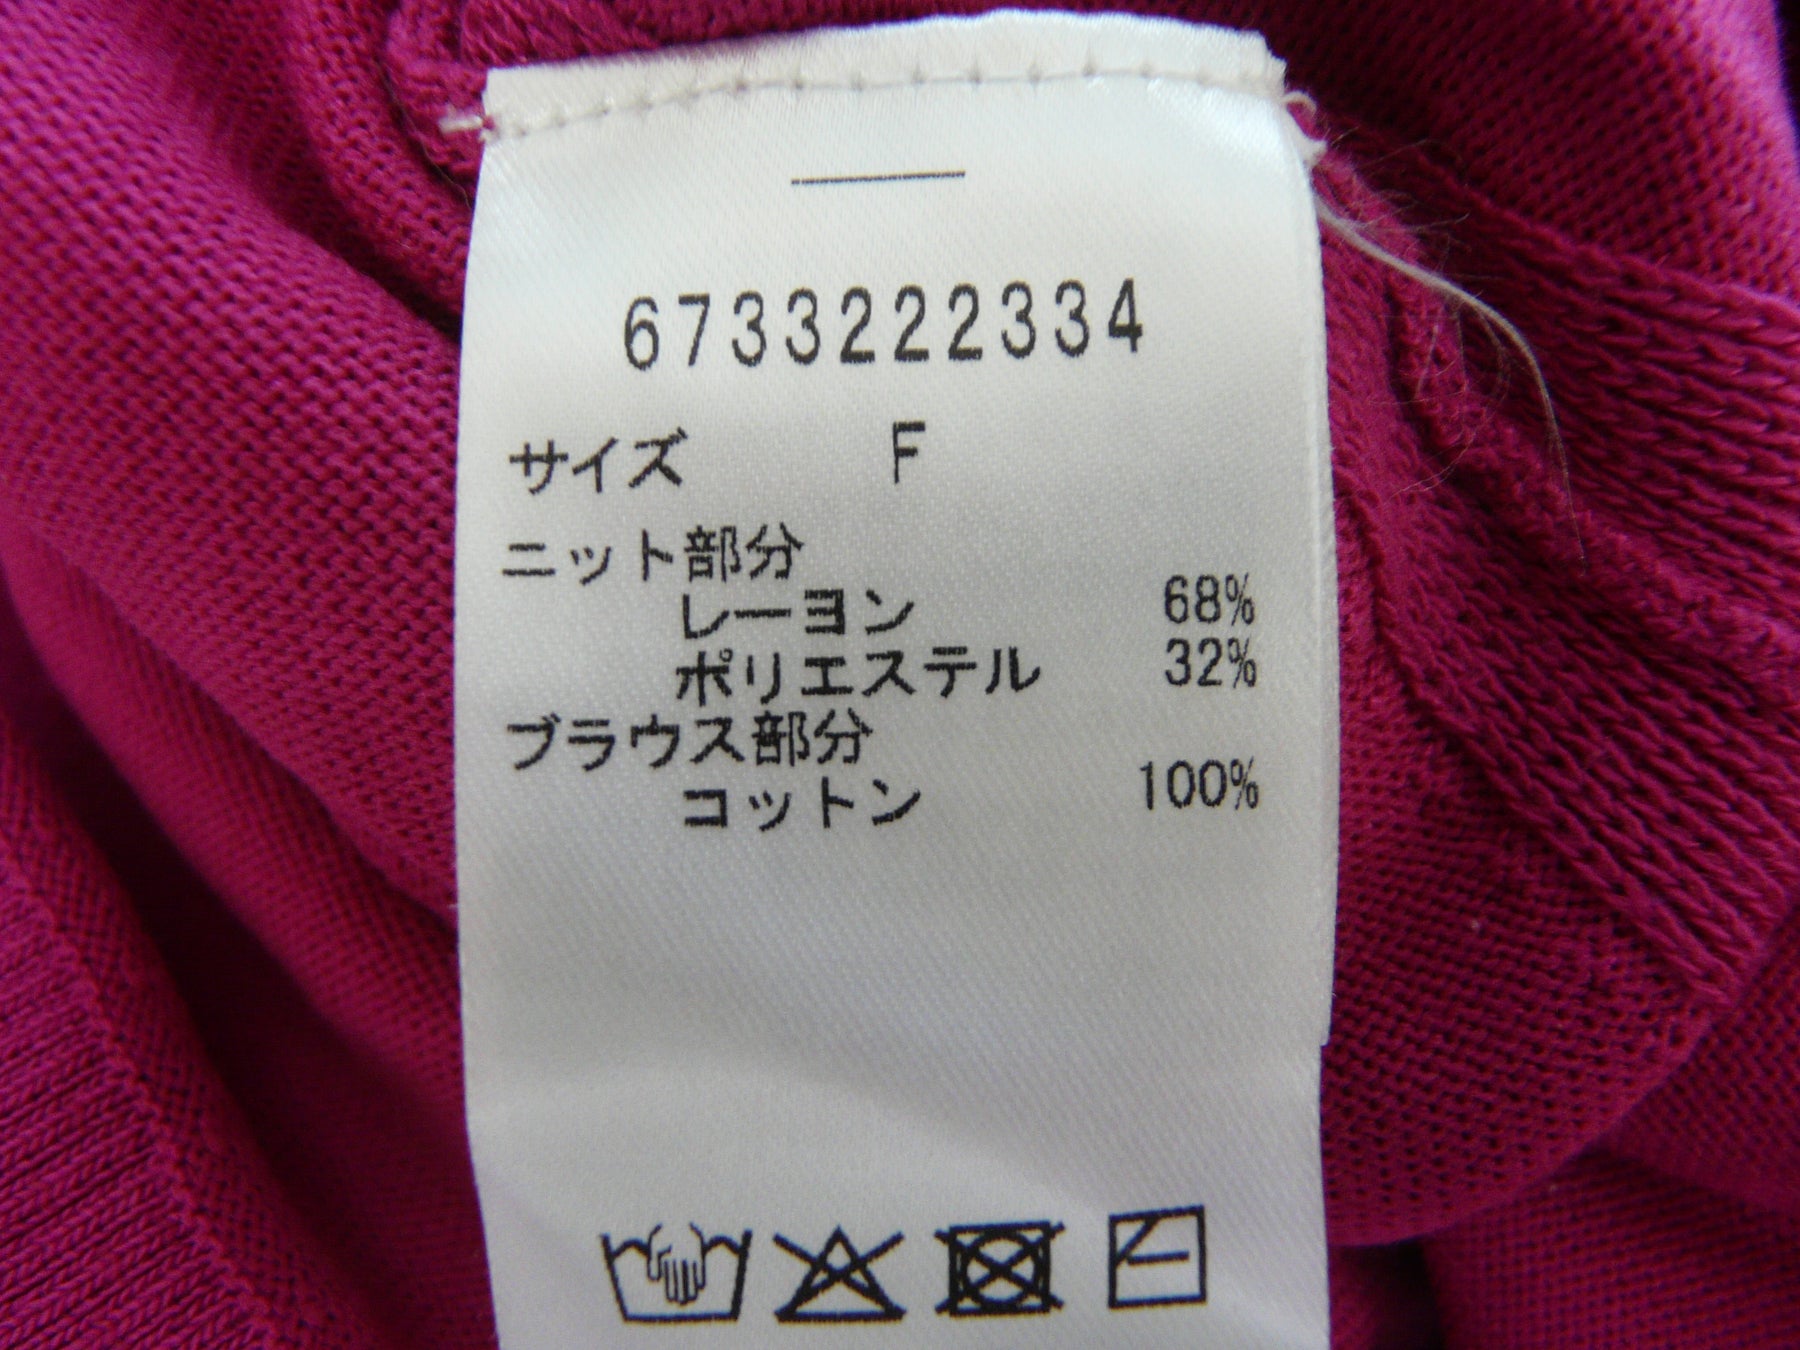 6733222334
サイズ F
ニット部分
レーヨン 68%
ポリエステル 32%
ブラウス部分
コットン 100%